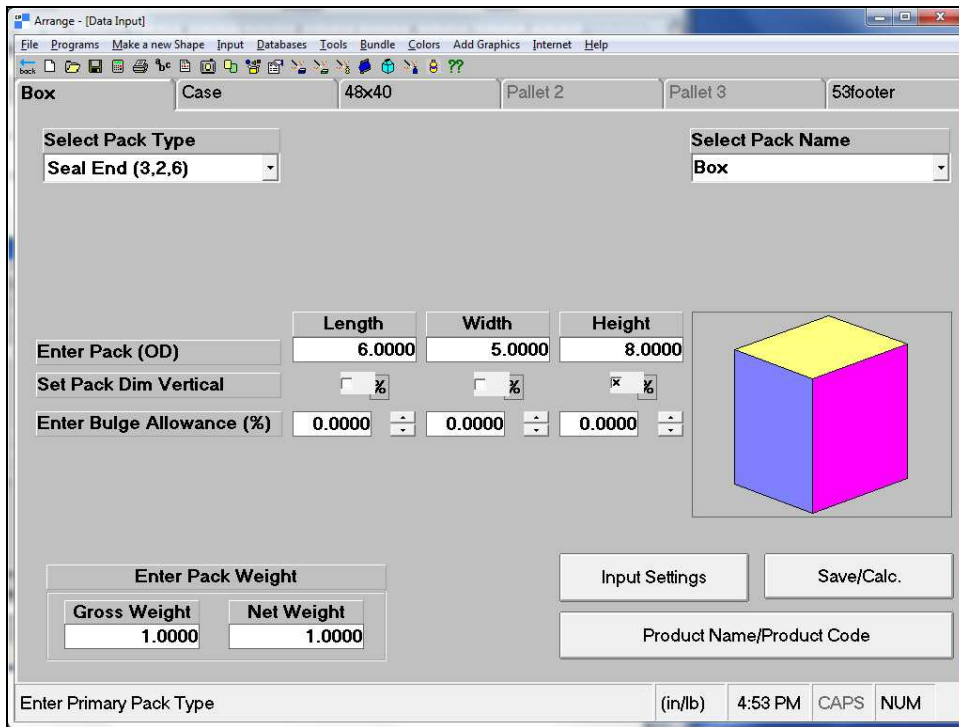 Arrange - [Data Input]
File Programs Make a new Shape Input Databases Tools Bundle Colors Add Graphics Internet Help
back ??
Box Case 48x40 Pallet 2 Pallet 3 53footer
Select Pack Type Select Pack Name
Seal End (3,2,6) Box
Length Width Height
Enter Pack (OD) 6.0000 5.0000 8.0000
Set Pack Dim Vertical % % %
Enter Bulge Allowance (%) 0.0000 0.0000 0.0000
Enter Pack Weight Input Settings Save/Calc.
Gross Weight Net Weight
1.0000 1.0000 Product Name/Product Code
Enter Primary Pack Type (in/lb) 4:53 PM CAPS NUM